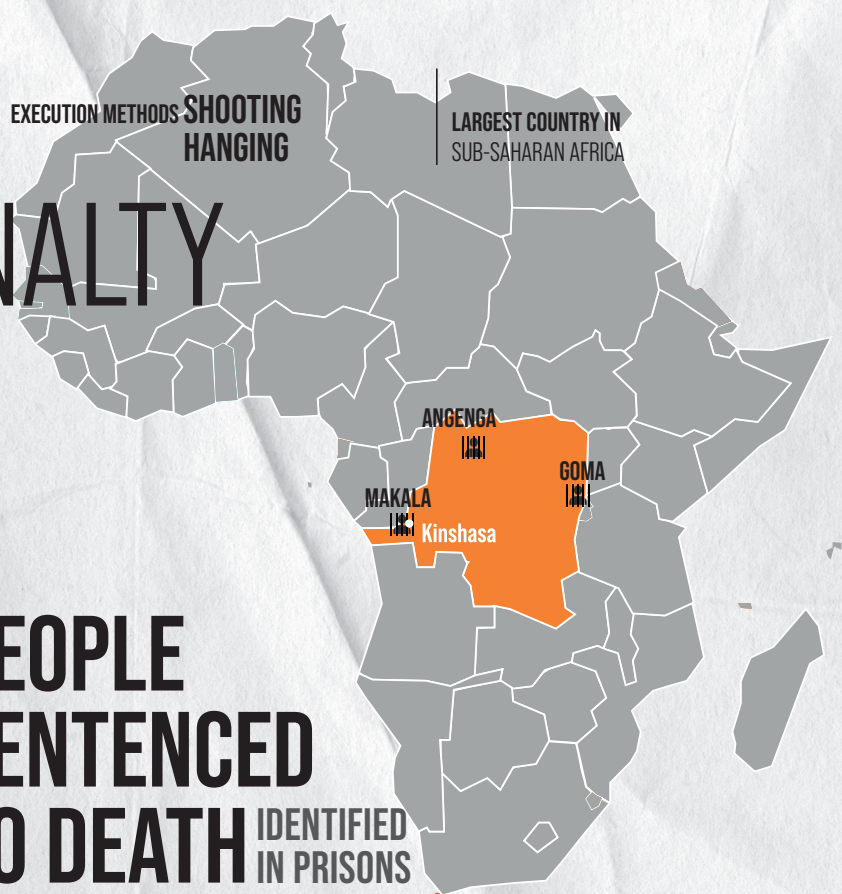 EXECUTION METHODS SHOOTING
HANGING
LARGEST COUNTRY IN
SUB-SAHARAN AFRICA
NALTY
ANGENGA
GOMA
MAKALA
Kinshasa
EOPLE
ENTENCED
O DEATH IDENTIFIED
IN PRISONS